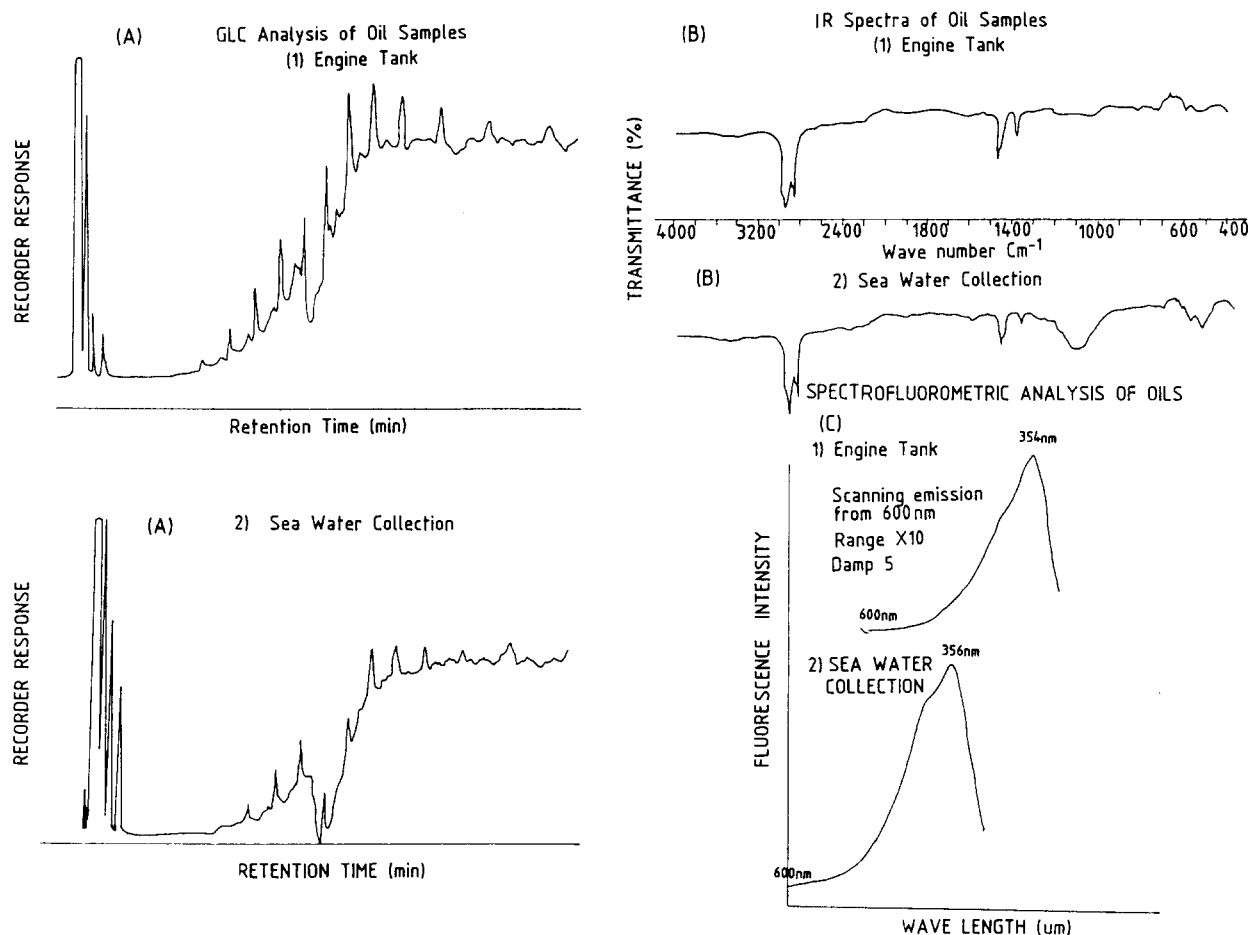 (A) GLC Analysis of Oil Samples
(1) Engine Tank
RECORDER RESPONSE
Retention Time (min)
(A) 2) Sea Water Collection
RECORDER RESPONSE
RETENTION TIME (min)
IR Spectra of Oil Samples
(B) (1) Engine Tank
TRANSMITTANCE (%)
4000 3200 2400 1800 1400 1000 600 400
Wave number Cm⁻¹
(B) 2) Sea Water Collection
SPECTROFLUOROMETRIC ANALYSIS OF OILS
(C)
1) Engine Tank
354nm
Scanning emission
from 600nm
Range X10
Damp 5
600nm
FLUORESCENCE INTENSITY
2) SEA WATER
COLLECTION
356nm
600nm
WAVE LENGTH (um)